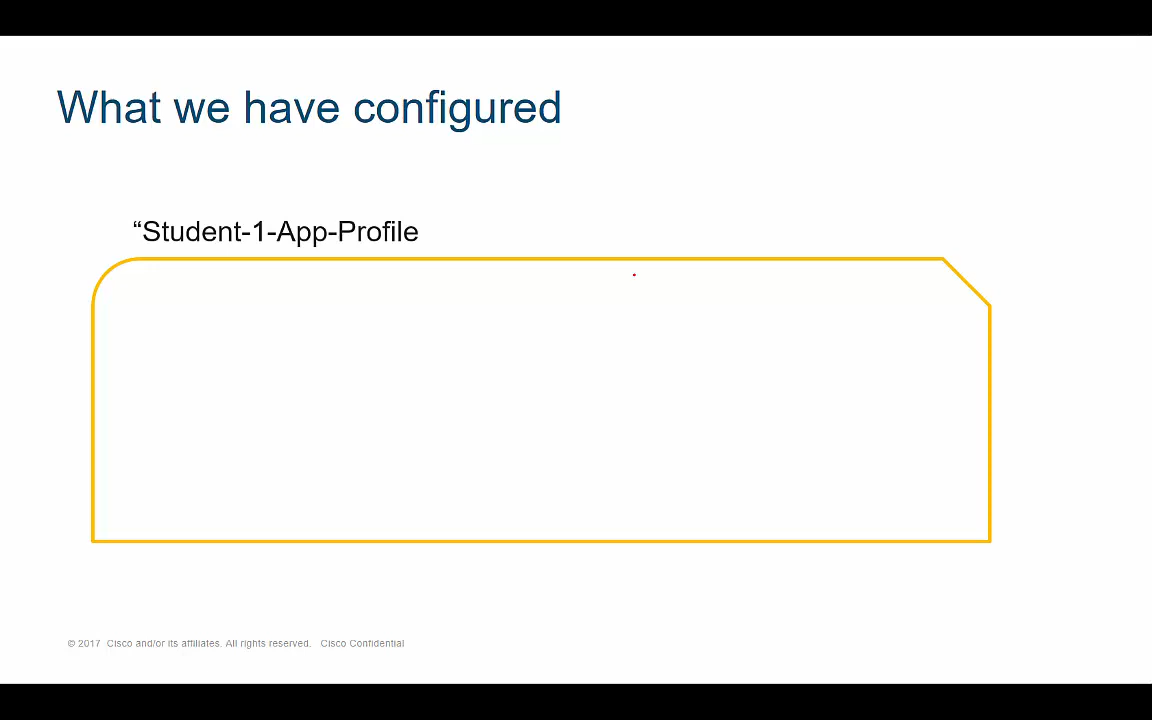 What we have configured
“Student-1-App-Profile
© 2017 Cisco and/or its affiliates. All rights reserved. Cisco Confidential